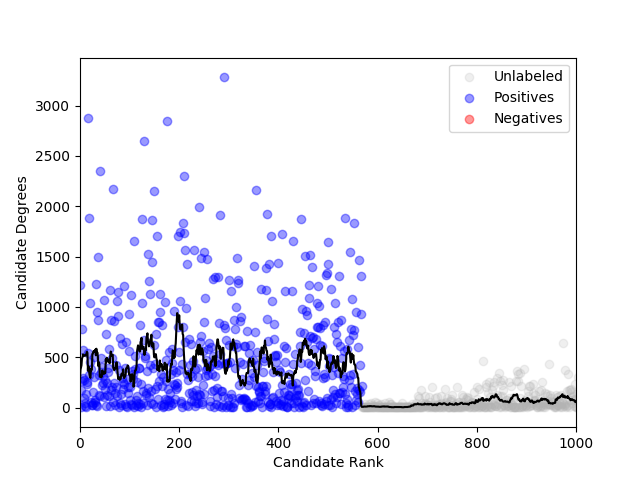 Unlabeled
Positives
Negatives
3000
2500
2000
1500
1000
500
0
Candidate Degrees
0 200 400 600 800 1000
Candidate Rank